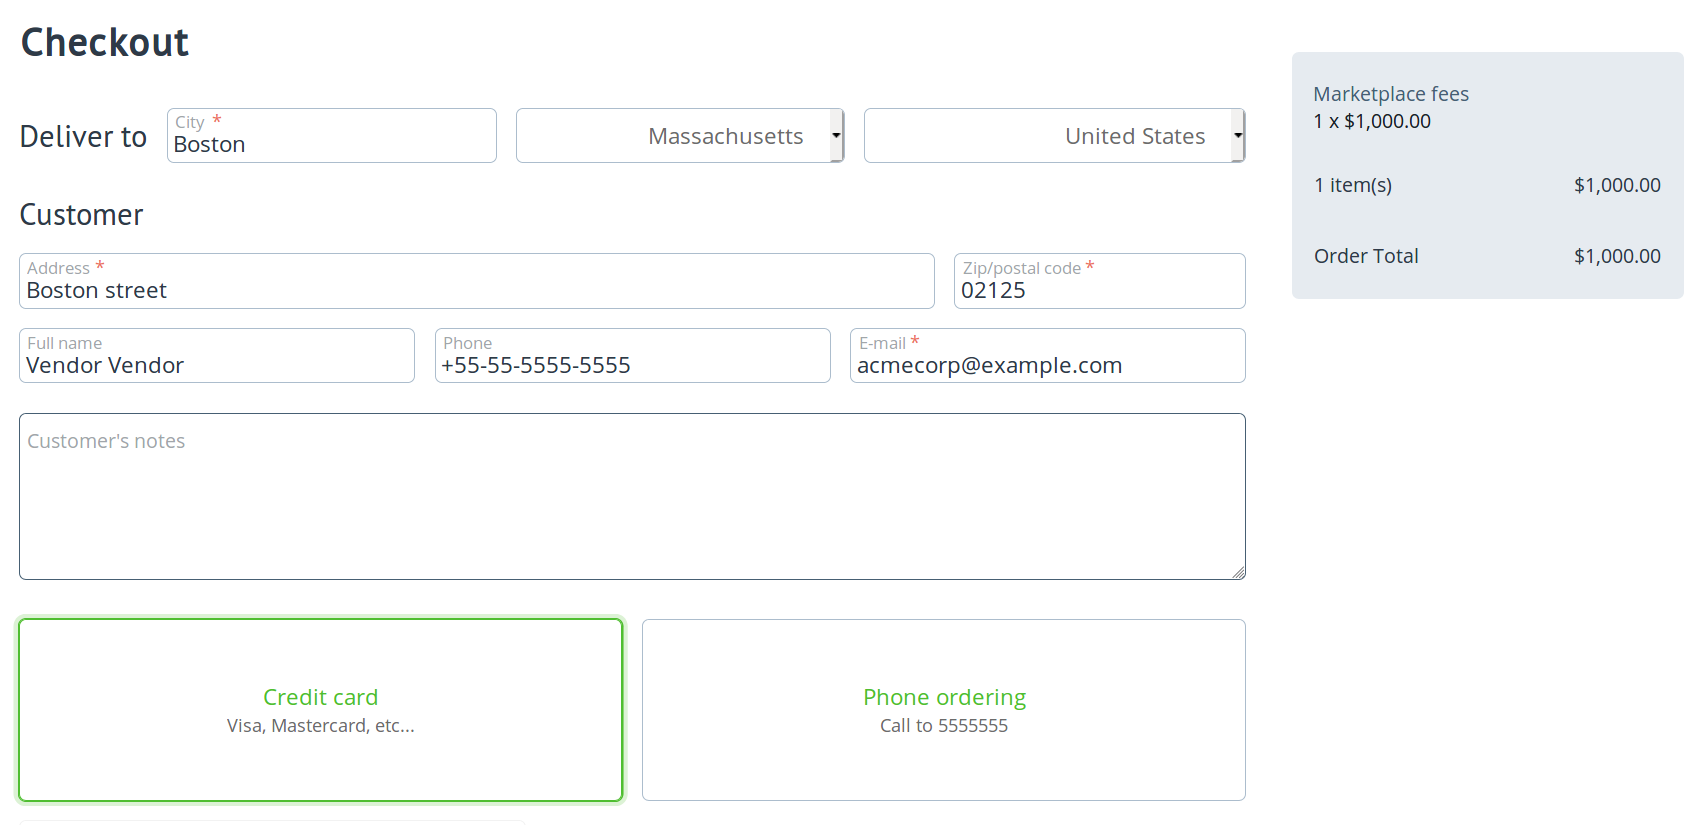 Checkout
Deliver to
City *
Boston
Massachusetts
United States
Customer
Address *
Boston street
Zip/postal code *
02125
Full name
Vendor Vendor
Phone
+55-55-5555-5555
E-mail *
acmecorp@example.com
Customer's notes
Credit card
Visa, Mastercard, etc...
Phone ordering
Call to 5555555
Marketplace fees
1 x $1,000.00
1 item(s) $1,000.00
Order Total $1,000.00